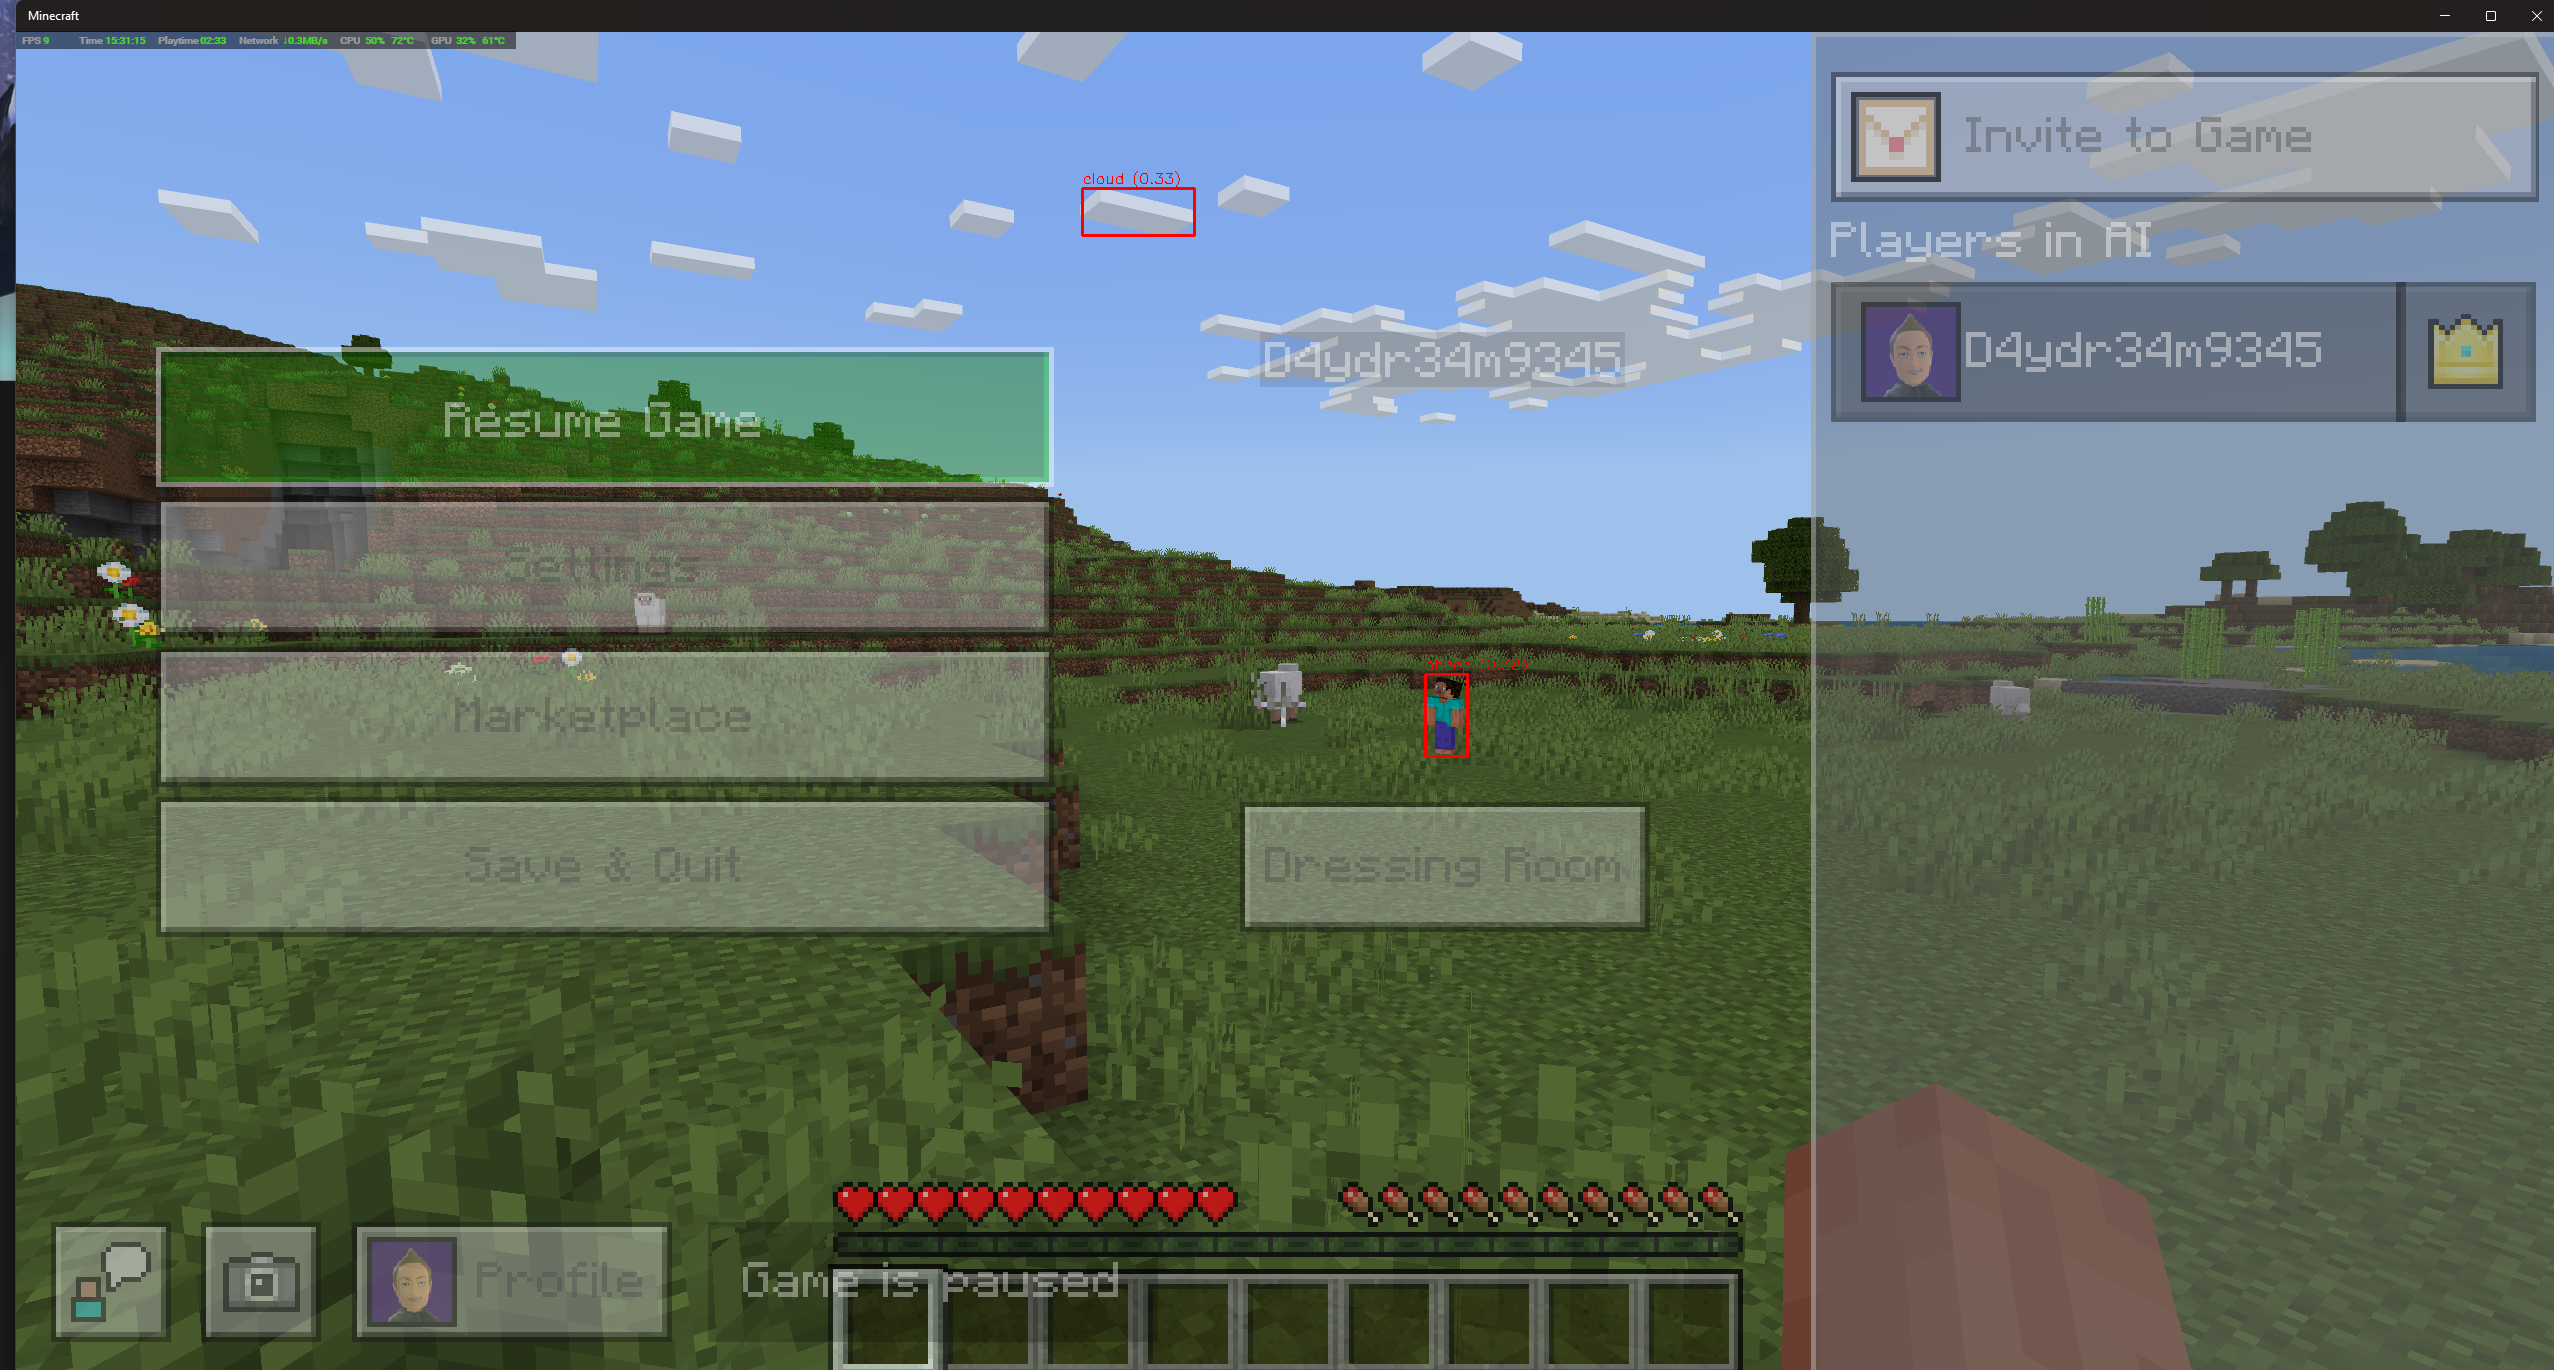 Minecraft
FPS 9 Time 15:31:15 Playtime 02:33 Network ↓0.3MB/s CPU 50% 72°C GPU 32% 61°C
Invite to Game
cloud (0.33)
Players in AI
D4ydr34m9345
D4ydr34m9345
Resume Game
Settings
Marketplace
Save & Quit
Dressing Room
Profile
Game is paused